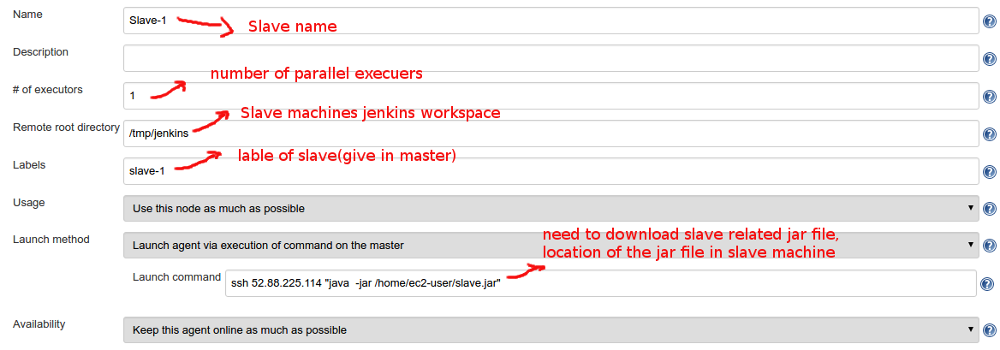 Name
Slave-1
Slave name
Description
number of parallel execuers
# of executors
1
Slave machines jenkins workspace
Remote root directory
/tmp/jenkins
lable of slave(give in master)
Labels
slave-1
Usage
Use this node as much as possible
need to download slave related jar file,
location of the jar file in slave machine
Launch method
Launch agent via execution of command on the master
Launch command
ssh 52.88.225.114 "java  -jar /home/ec2-user/slave.jar"
Availability
Keep this agent online as much as possible